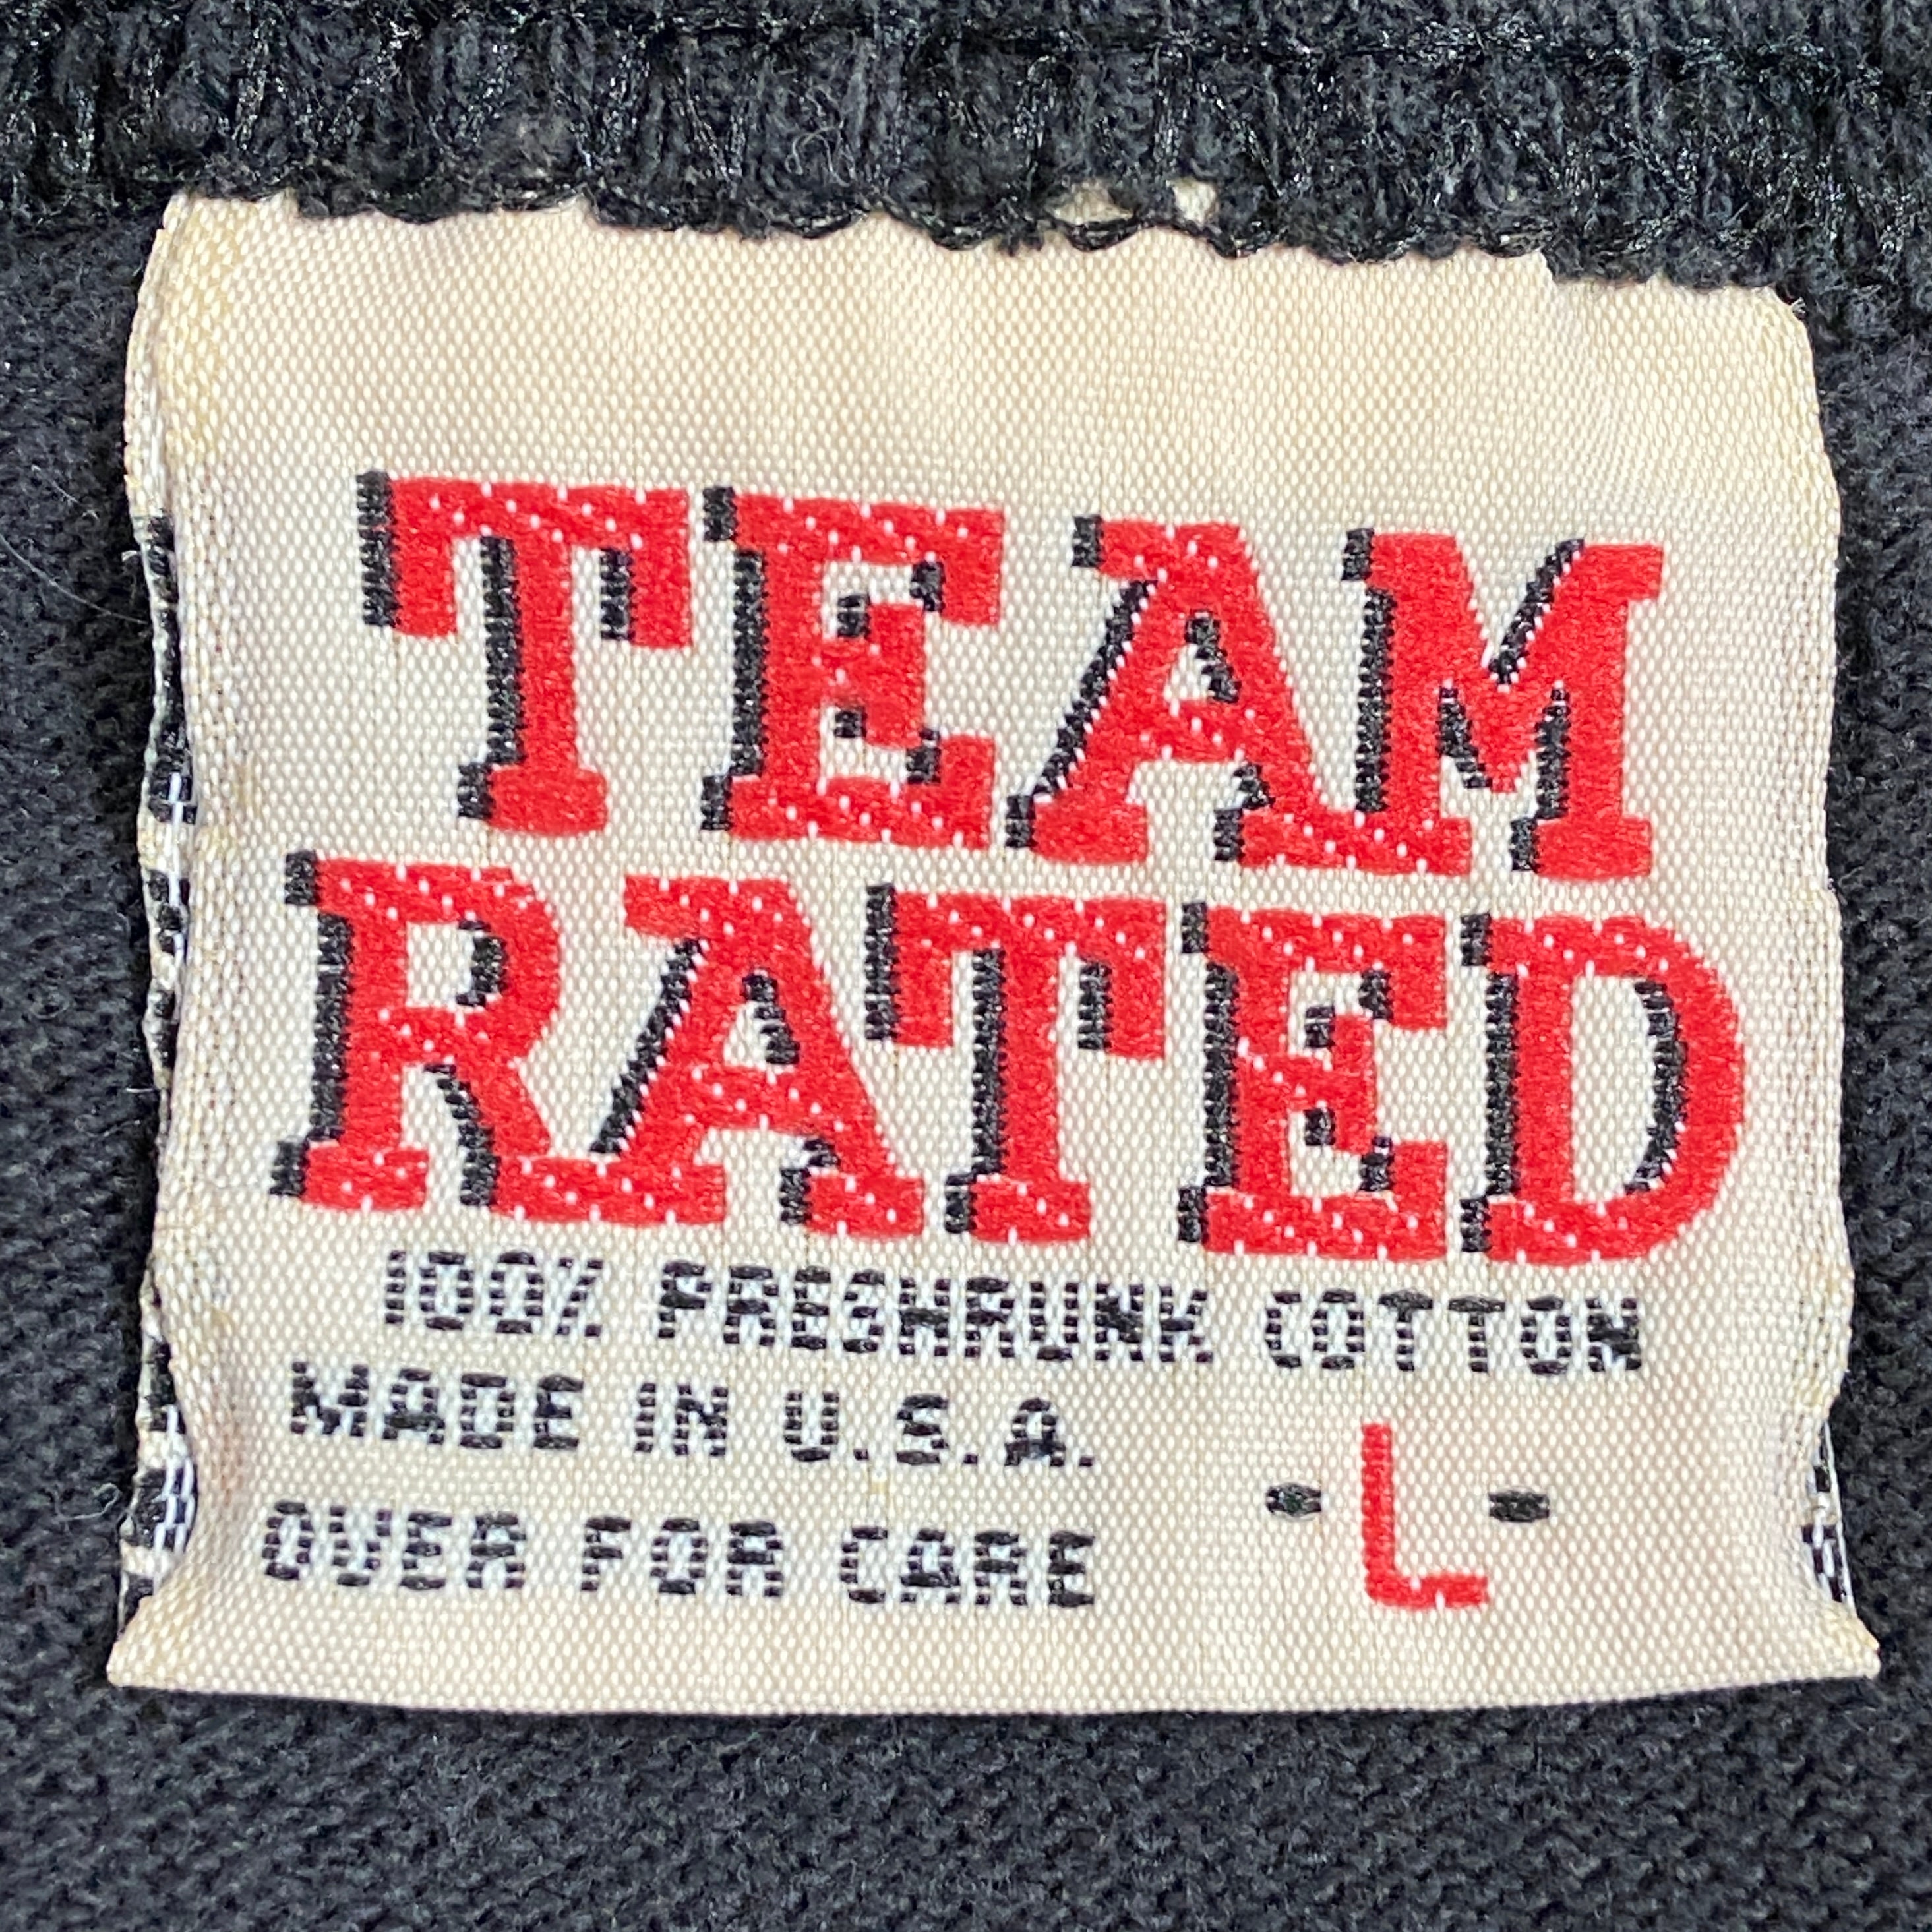 TEAM
RATED
100% PRESHRUNK COTTON
MADE IN U.S.A.
OVER FOR CARE
- L -